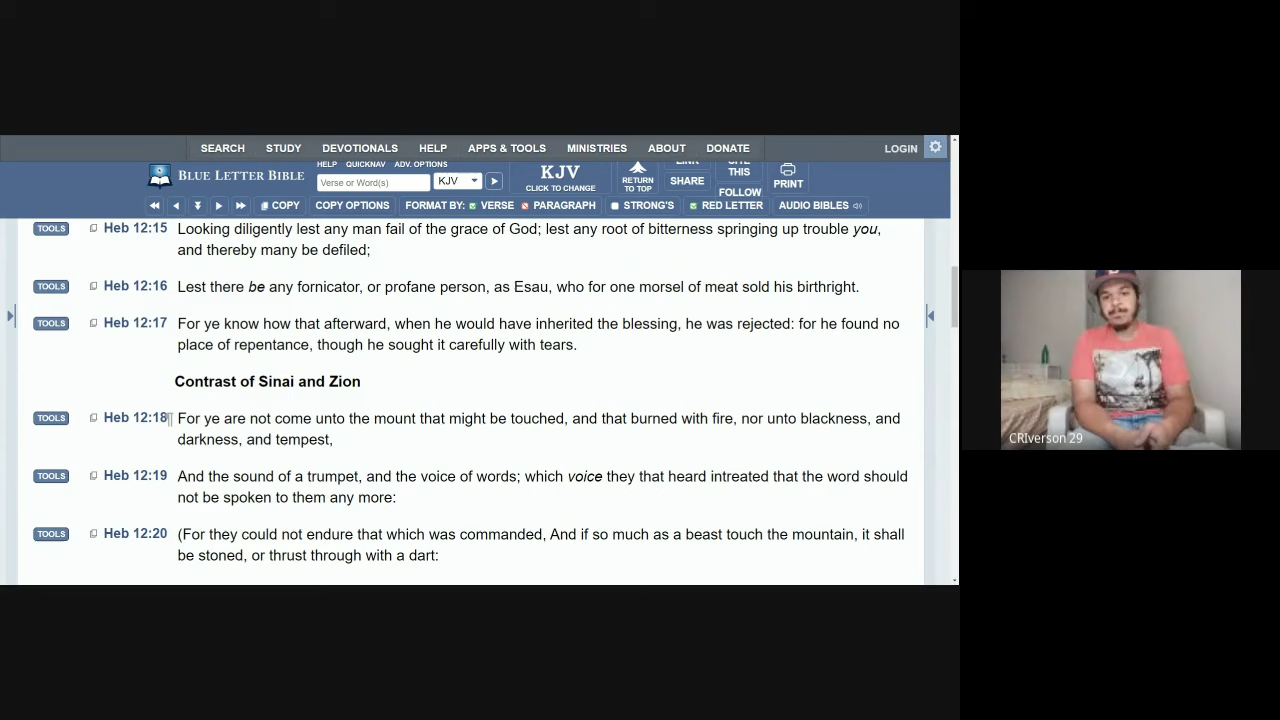 SEARCH STUDY DEVOTIONALS HELP APPS & TOOLS MINISTRIES ABOUT DONATE LOGIN
HELP QUICKNAV ADV. OPTIONS
BLUE LETTER BIBLE
Verse or Word(s) KJV
KJV
CLICK TO CHANGE
RETURN
TO TOP
LINK
SHARE
CITE
THIS
FOLLOW
PRINT
COPY COPY OPTIONS FORMAT BY: VERSE PARAGRAPH STRONG'S RED LETTER AUDIO BIBLES
TOOLS Heb 12:15 Looking diligently lest any man fail of the grace of God; lest any root of bitterness springing up trouble you,
and thereby many be defiled;
TOOLS Heb 12:16 Lest there be any fornicator, or profane person, as Esau, who for one morsel of meat sold his birthright.
TOOLS Heb 12:17 For ye know how that afterward, when he would have inherited the blessing, he was rejected: for he found no
place of repentance, though he sought it carefully with tears.
Contrast of Sinai and Zion
TOOLS Heb 12:18¶ For ye are not come unto the mount that might be touched, and that burned with fire, nor unto blackness, and
darkness, and tempest,
TOOLS Heb 12:19 And the sound of a trumpet, and the voice of words; which voice they that heard intreated that the word should
not be spoken to them any more:
TOOLS Heb 12:20 (For they could not endure that which was commanded, And if so much as a beast touch the mountain, it shall
be stoned, or thrust through with a dart:
CRIverson 29